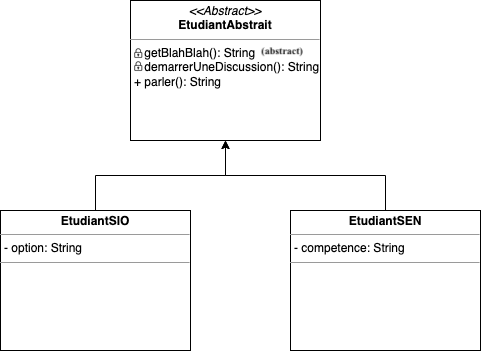 <<Abstract>>
EtudiantAbstrait
getBlahBlah(): String (abstract)
demarrerUneDiscussion(): String
+ parler(): String
EtudiantSIO
- option: String
EtudiantSEN
- competence: String